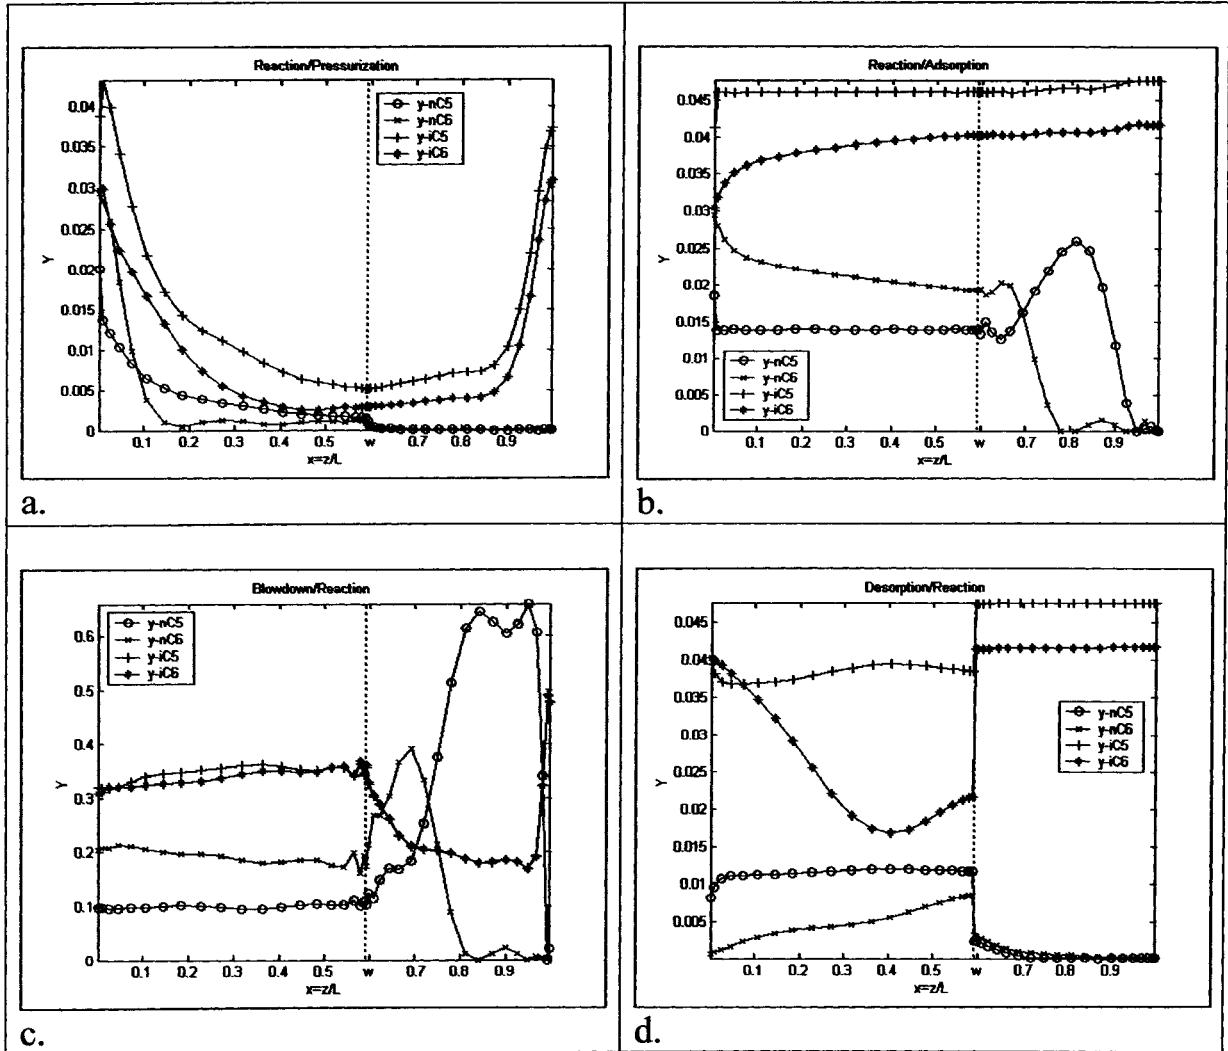 Reaction/Pressurization
y-nC5
y-nC6
y-iC5
y-iC6
0.04
0.035
0.03
0.025
0.02
0.015
0.01
0.005
0
Y
0.1 0.2 0.3 0.4 0.5 w 0.7 0.8 0.9
x=z/L
a.
Reaction/Adsorption
0.045
0.04
0.035
0.03
0.025
0.02
0.015
0.01
0.005
0
Y
y-nC5
y-nC6
y-iC5
y-iC6
0.1 0.2 0.3 0.4 0.5 w 0.7 0.8 0.9
x=z/L
b.
Blowdown/Reaction
y-nC5
y-nC6
y-iC5
y-iC6
0.6
0.5
0.4
0.3
0.2
0.1
0
Y
0.1 0.2 0.3 0.4 0.5 w 0.7 0.8 0.9
x=z/L
c.
Desorption/Reaction
0.045
0.04
0.035
0.03
0.025
0.02
0.015
0.01
0.005
Y
y-nC5
y-nC6
y-iC5
y-iC6
0.1 0.2 0.3 0.4 0.5 w 0.7 0.8 0.9
x=z/L
d.